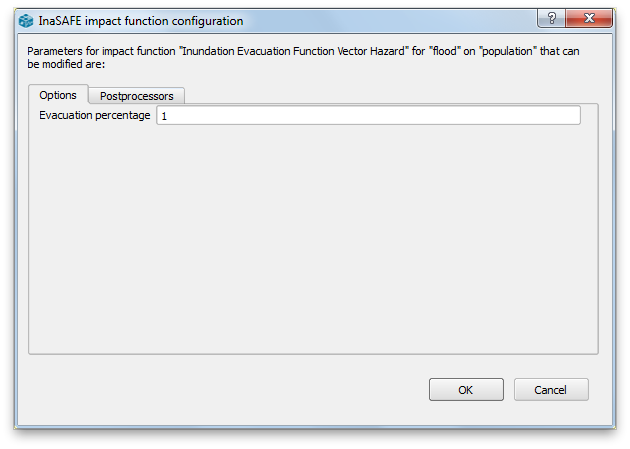 InaSAFE impact function configuration
Parameters for impact function "Inundation Evacuation Function Vector Hazard" for "flood" on "population" that can
be modified are:
Options
Postprocessors
Evacuation percentage
1
OK
Cancel